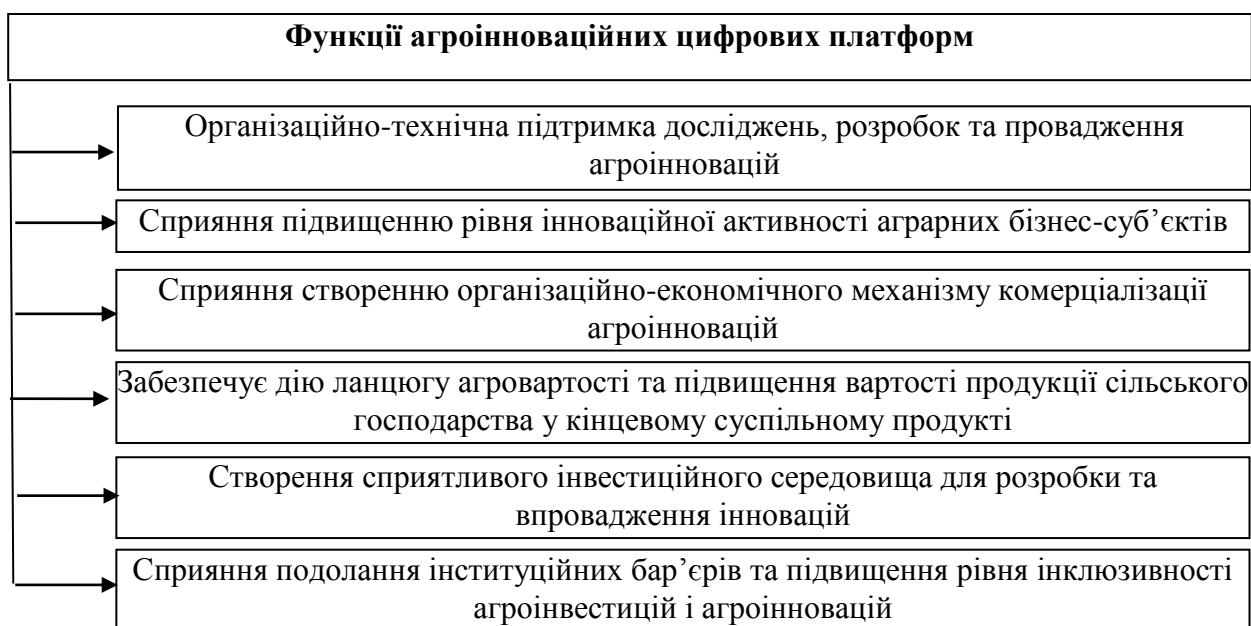 Функції агроінноваційних цифрових платформ
Організаційно-технічна підтримка досліджень, розробок та провадження
агроінновацій
Сприяння підвищенню рівня інноваційної активності аграрних бізнес-суб’єктів
Сприяння створенню організаційно-економічного механізму комерціалізації
агроінновацій
Забезпечує дію ланцюгу агровартості та підвищення вартості продукції сільського
господарства у кінцевому суспільному продукті
Створення сприятливого інвестиційного середовища для розробки та
впровадження інновацій
Сприяння подолання інституційних бар’єрів та підвищення рівня інклюзивності
агроінвестицій і агроінновацій